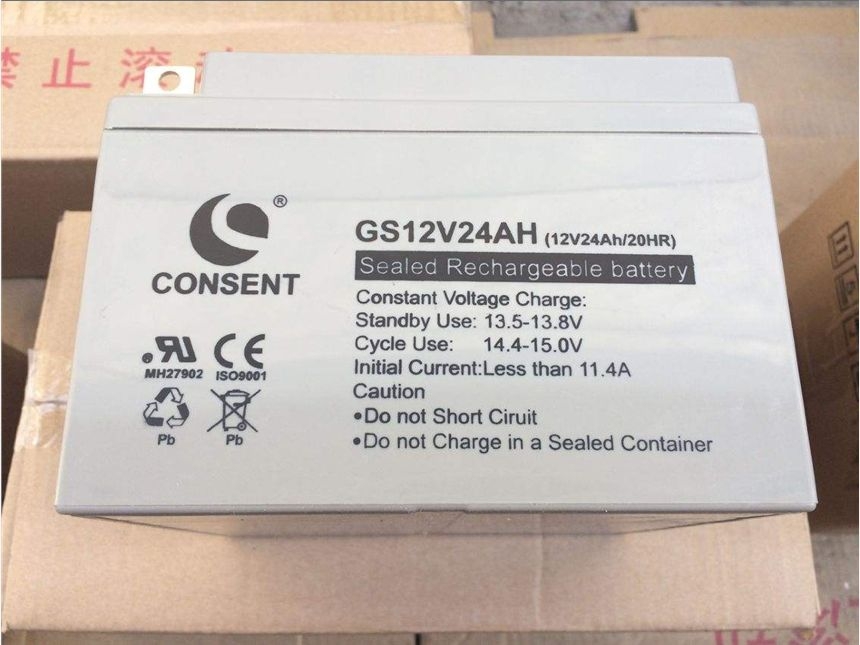 禁止滚
®
CONSENT
GS12V24AH (12V24Ah/20HR)
Sealed Rechargeable battery
Constant Voltage Charge:
Standby Use: 13.5-13.8V
Cycle Use: 14.4-15.0V
Initial Current:Less than 11.4A
Caution
•Do not Short Ciruit
•Do not Charge in a Sealed Container
MH27902
CE
ISO9001
Pb
Pb